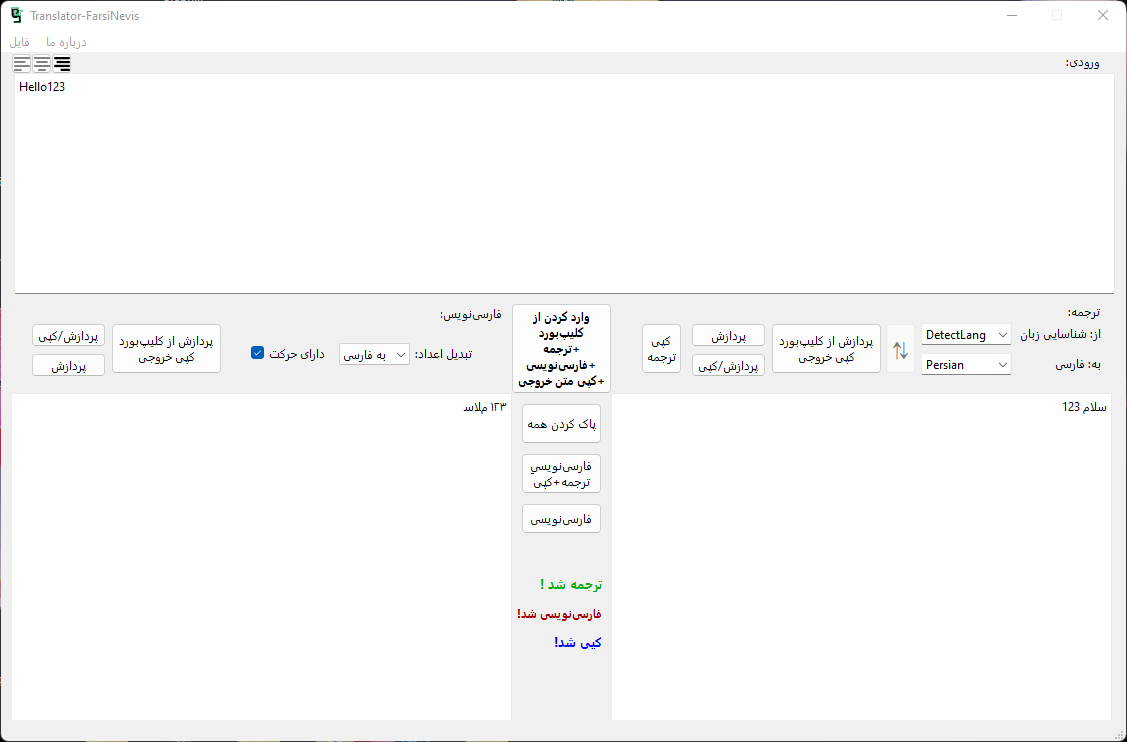 Translator-FarsiNevis
فایل
درباره ما
ورودی:
Hello123
ترجمه:
از: شناسایی زبان
DetectLang
به: فارسی
Persian
پردازش از کلیپ‌بورد
کپی خروجی
پردازش
پردازش/کپی
کپی
ترجمه
وارد کردن از
کلیپ‌بورد
+ترجمه
+فارسی‌نویسی
+کپی متن خروجی
فارسی‌نویس:
تبدیل اعداد:
به فارسی
دارای حرکت
پردازش از کلیپ‌بورد
کپی خروجی
پردازش/کپی
پردازش
سلام 123
پاک کردن همه
فارسی‌نویسیِ
ترجمه+کپی
فارسی‌نویسی
ترجمه شد !
فارسی‌نویسی شد!
کپی شد!
۱۲۳ ﻡﻼﺳ